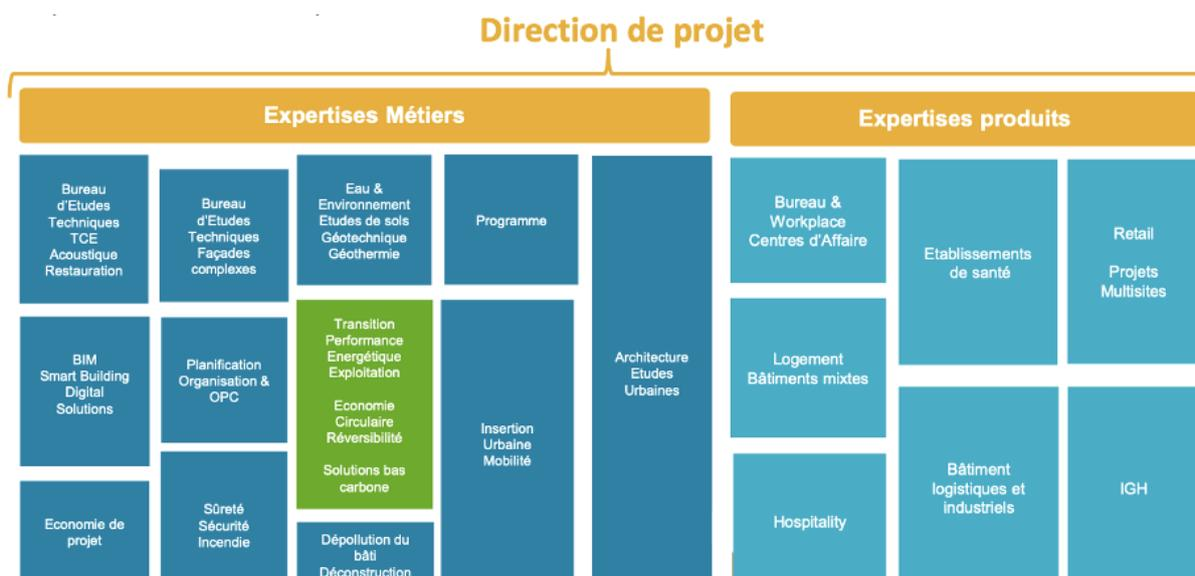 Direction de projet
Expertises Métiers
Expertises produits
Bureau
d'Etudes
Techniques
TCE
Acoustique
Restauration
Bureau
d'Etudes
Techniques
Façades
complexes
Eau &
Environnement
Etudes de sols
Géotechnique
Géothermie
Programme
Architecture
Etudes
Urbaines
BIM
Smart Building
Digital
Solutions
Planification
Organisation &
OPC
Transition
Performance
Energétique
Exploitation
Economie
Circulaire
Réversibilité
Solutions bas
carbone
Insertion
Urbaine
Mobilité
Economie de
projet
Sûreté
Sécurité
Incendie
Dépollution du
bâti
Déconstruction
Bureau &
Workplace
Centres d'Affaire
Etablissements
de santé
Retail
Projets
Multisites
Logement
Bâtiments mixtes
Bâtiment
logistiques et
industriels
IGH
Hospitality